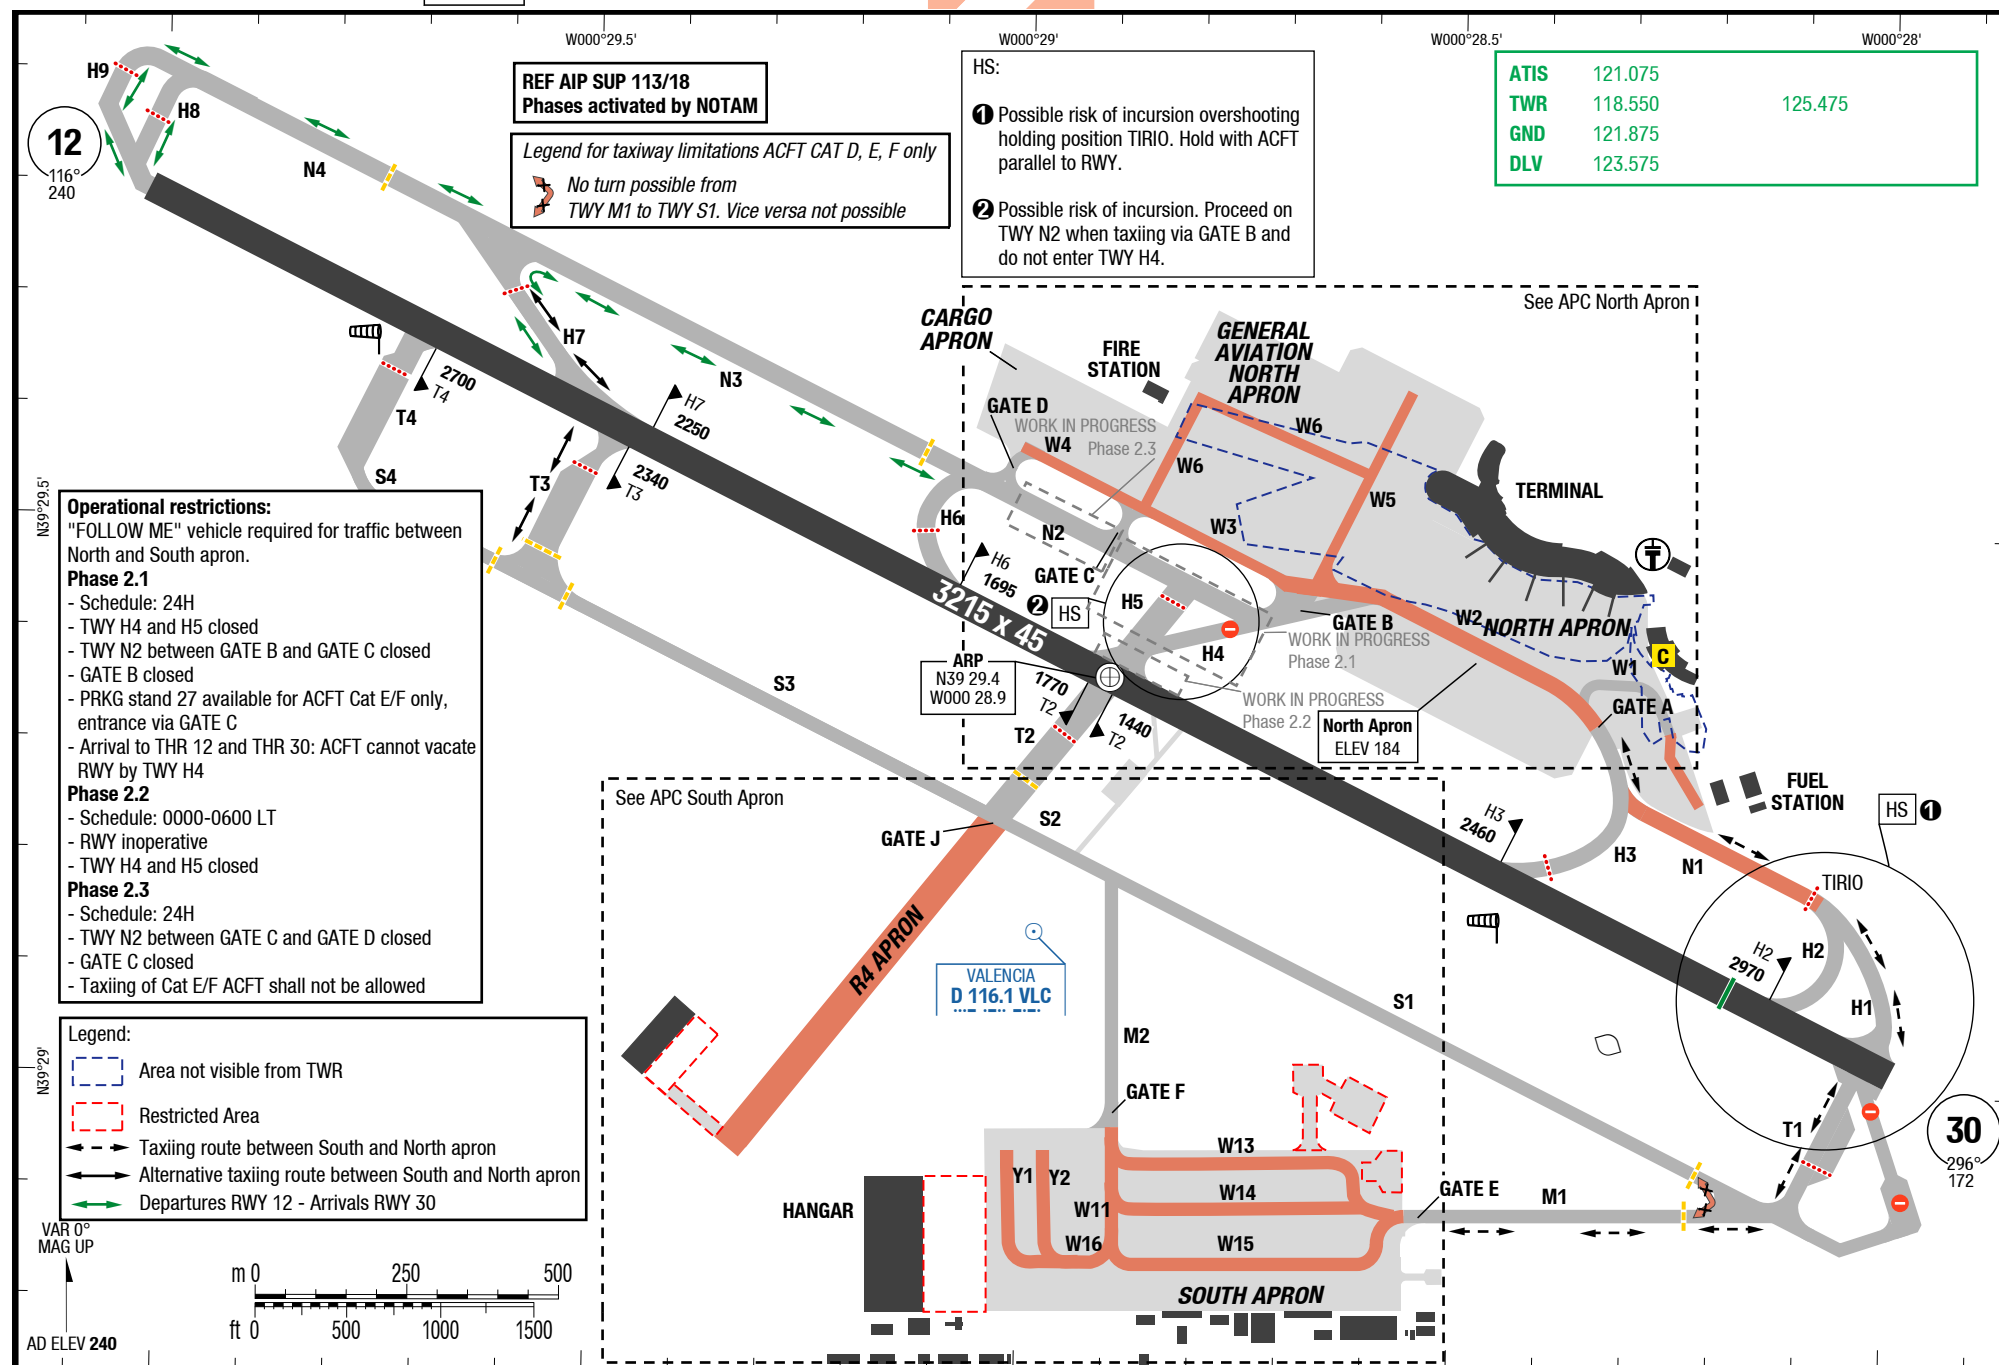 W000°29.5'
W000°29'
W000°28.5'
W000°28'
H9
H8
12
116°
240
N4
REF AIP SUP 113/18
Phases activated by NOTAM
Legend for taxiway limitations ACFT CAT D, E, F only
No turn possible from
TWY M1 to TWY S1. Vice versa not possible
HS:
1 Possible risk of incursion overshooting
holding position TIRIO. Hold with ACFT
parallel to RWY.
2 Possible risk of incursion. Proceed on
TWY N2 when taxiing via GATE B and
do not enter TWY H4.
ATIS 121.075
TWR 118.550 125.475
GND 121.875
DLV 123.575
See APC North Apron
CARGO
APRON
FIRE
STATION
GENERAL
AVIATION
NORTH
APRON
H7
N3
2700
T4
T4
H7
2250
GATE D
WORK IN PROGRESS
Phase 2.3
W4
W6
W6
W5
TERMINAL
S4
T3
2340
T3
H6
N2
W3
H6
1695
GATE C
2 HS
H5
3215 x 45
GATE B
W2
NORTH APRON
WORK IN PROGRESS
Phase 2.1
H4
W1
C
ARP
N39 29.4
W000 28.9
1770
T2
1440
T2
T2
WORK IN PROGRESS
Phase 2.2
North Apron
ELEV 184
GATE A
S3
N39°29.5'
Operational restrictions:
"FOLLOW ME" vehicle required for traffic between
North and South apron.
Phase 2.1
- Schedule: 24H
- TWY H4 and H5 closed
- TWY N2 between GATE B and GATE C closed
- GATE B closed
- PRKG stand 27 available for ACFT Cat E/F only,
entrance via GATE C
- Arrival to THR 12 and THR 30: ACFT cannot vacate
RWY by TWY H4
Phase 2.2
- Schedule: 0000-0600 LT
- RWY inoperative
- TWY H4 and H5 closed
Phase 2.3
- Schedule: 24H
- TWY N2 between GATE C and GATE D closed
- GATE C closed
- Taxiing of Cat E/F ACFT shall not be allowed
See APC South Apron
GATE J
S2
H3
2460
H3
N1
FUEL
STATION
HS 1
TIRIO
H2
2970
H2
H1
R4 APRON
VALENCIA
D 116.1 VLC
S1
M2
GATE F
N39°29'
Legend:
Area not visible from TWR
Restricted Area
Taxiing route between South and North apron
Alternative taxiing route between South and North apron
Departures RWY 12 - Arrivals RWY 30
T1
30
296°
172
HANGAR
Y1
Y2
W11
W16
W13
W14
W15
GATE E
M1
SOUTH APRON
VAR 0°
MAG UP
m 0 250 500
ft 0 500 1000 1500
AD ELEV 240